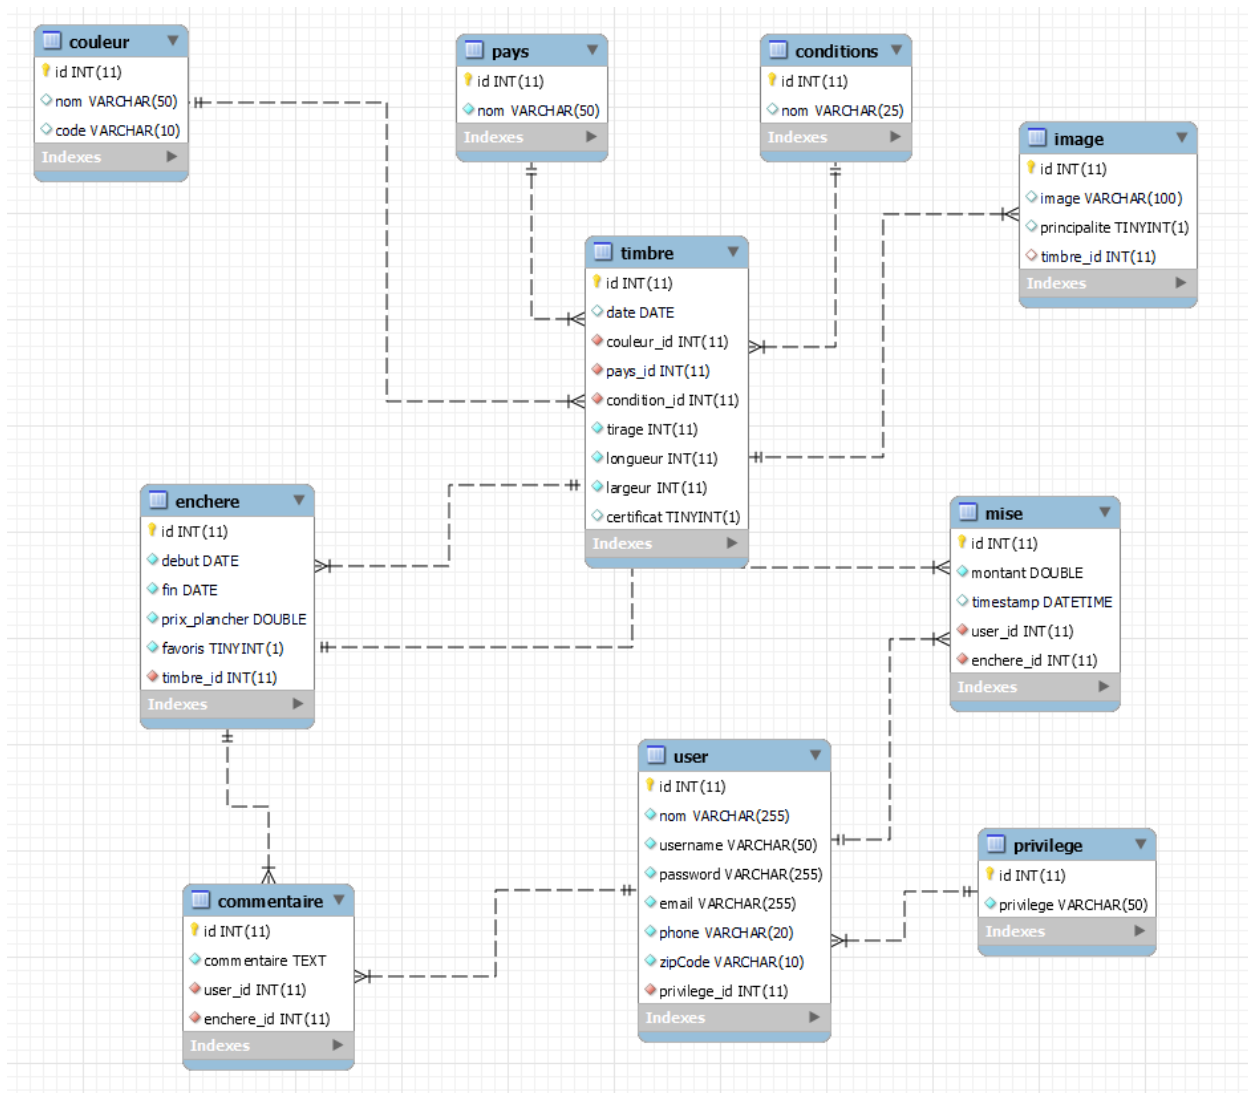 couleur
id INT(11)
nom VARCHAR(50)
code VARCHAR(10)
Indexes
pays
id INT(11)
nom VARCHAR(50)
Indexes
conditions
id INT(11)
nom VARCHAR(25)
Indexes
image
id INT(11)
image VARCHAR(100)
principalite TINYINT(1)
timbre_id INT(11)
Indexes
timbre
id INT(11)
date DATE
couleur_id INT(11)
pays_id INT(11)
condition_id INT(11)
tirage INT(11)
longueur INT(11)
largeur INT(11)
certificat TINYINT(1)
Indexes
enchere
id INT(11)
debut DATE
fin DATE
prix_plancher DOUBLE
favoris TINYINT(1)
timbre_id INT(11)
Indexes
mise
id INT(11)
montant DOUBLE
timestamp DATETIME
user_id INT(11)
enchere_id INT(11)
Indexes
user
id INT(11)
nom VARCHAR(255)
username VARCHAR(50)
password VARCHAR(255)
email VARCHAR(255)
phone VARCHAR(20)
zipCode VARCHAR(10)
privilege_id INT(11)
Indexes
privilege
id INT(11)
privilege VARCHAR(50)
Indexes
commentaire
id INT(11)
commentaire TEXT
user_id INT(11)
enchere_id INT(11)
Indexes